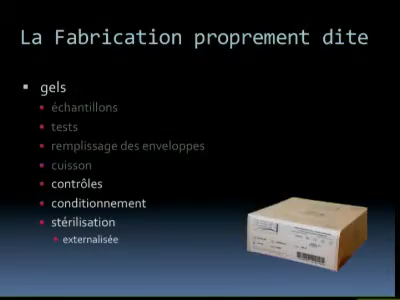 La Fabrication proprement dite
gels
échantillons
tests
remplissage des enveloppes
cuisson
contrôles
conditionnement
stérilisation
externalisée